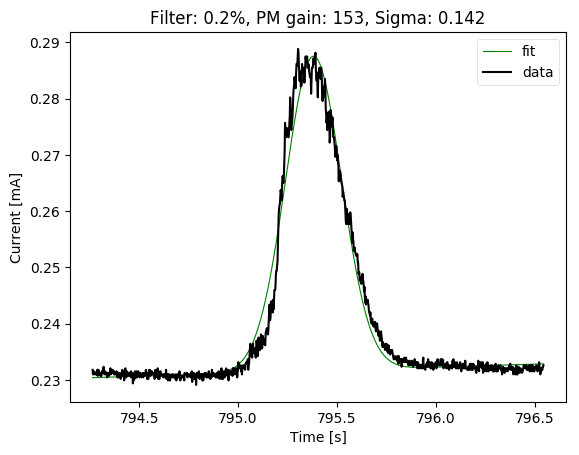 Filter: 0.2%, PM gain: 153, Sigma: 0.142
fit
data
0.29
0.28
0.27
0.26
0.25
0.24
0.23
Current [mA]
794.5 795.0 795.5 796.0 796.5
Time [s]